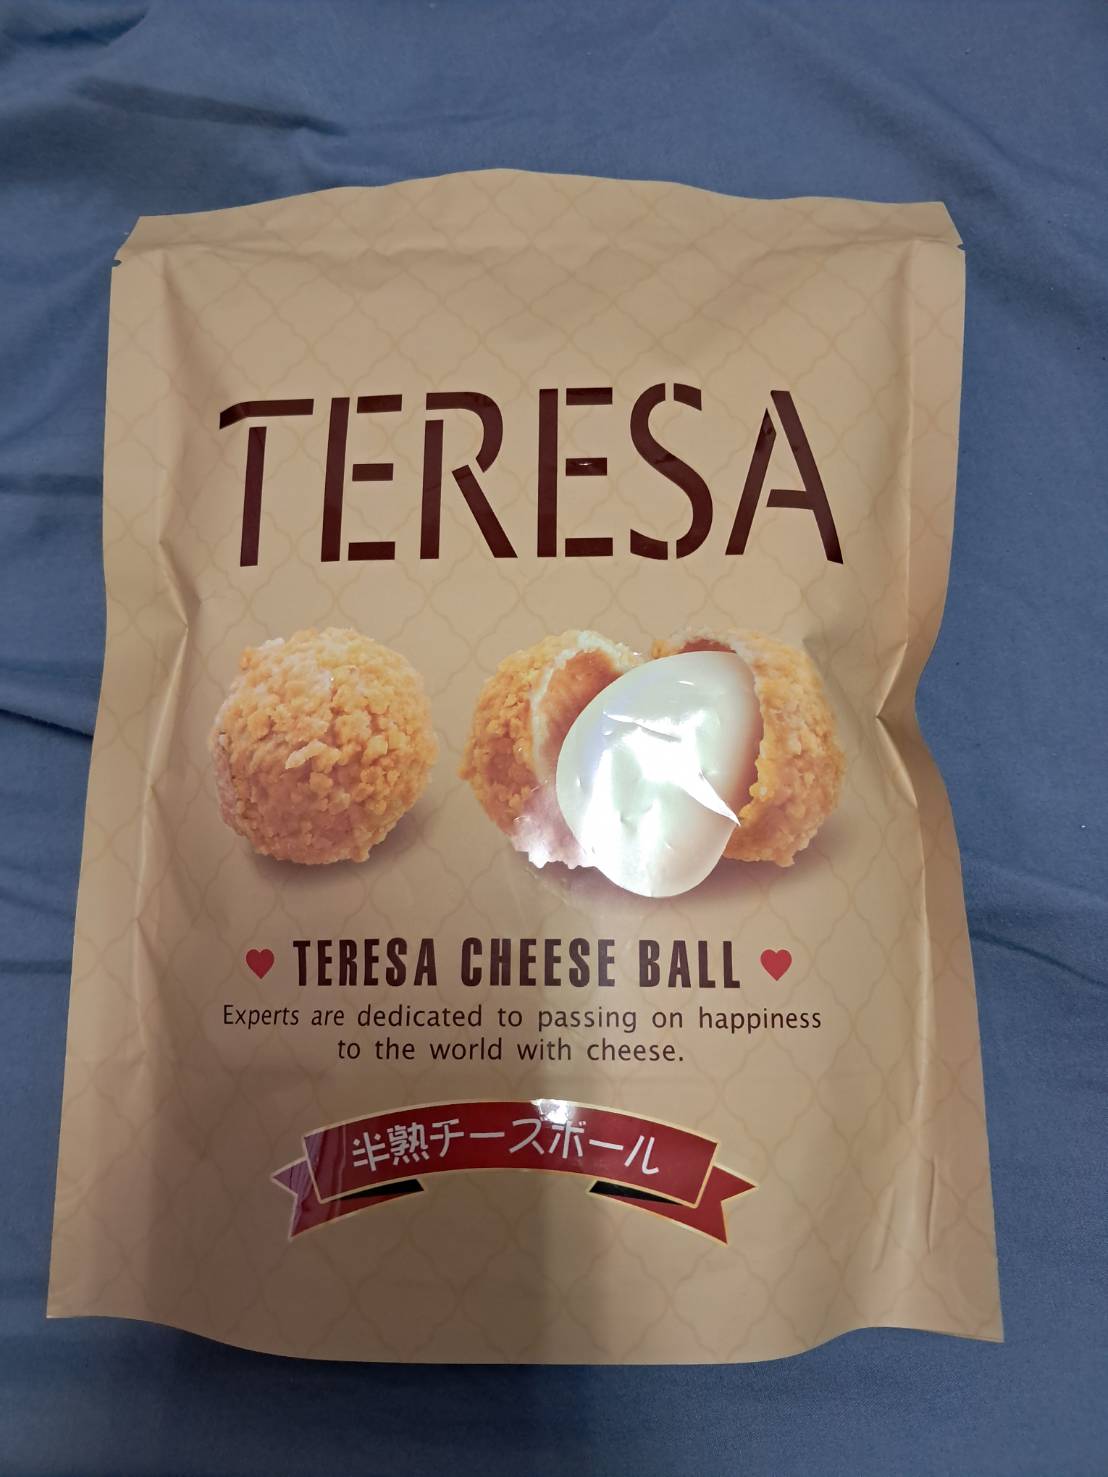 TERESA
TERESA CHEESE BALL
Experts are dedicated to passing on happiness
to the world with cheese.
半熟チーズボール